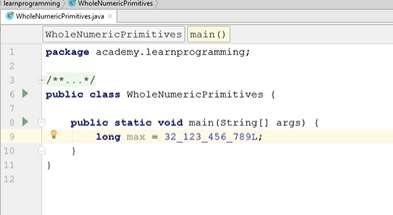 learnprogramming WholeNumericPrimitives
WholeNumericPrimitives.java ×
WholeNumericPrimitives main()
1 package academy.learnprogramming;
2
3 /**...*/
6 public class WholeNumericPrimitives {
7
8 public static void main(String[] args) {
9 long max = 32_123_456_789L;
10 }
11 }
12